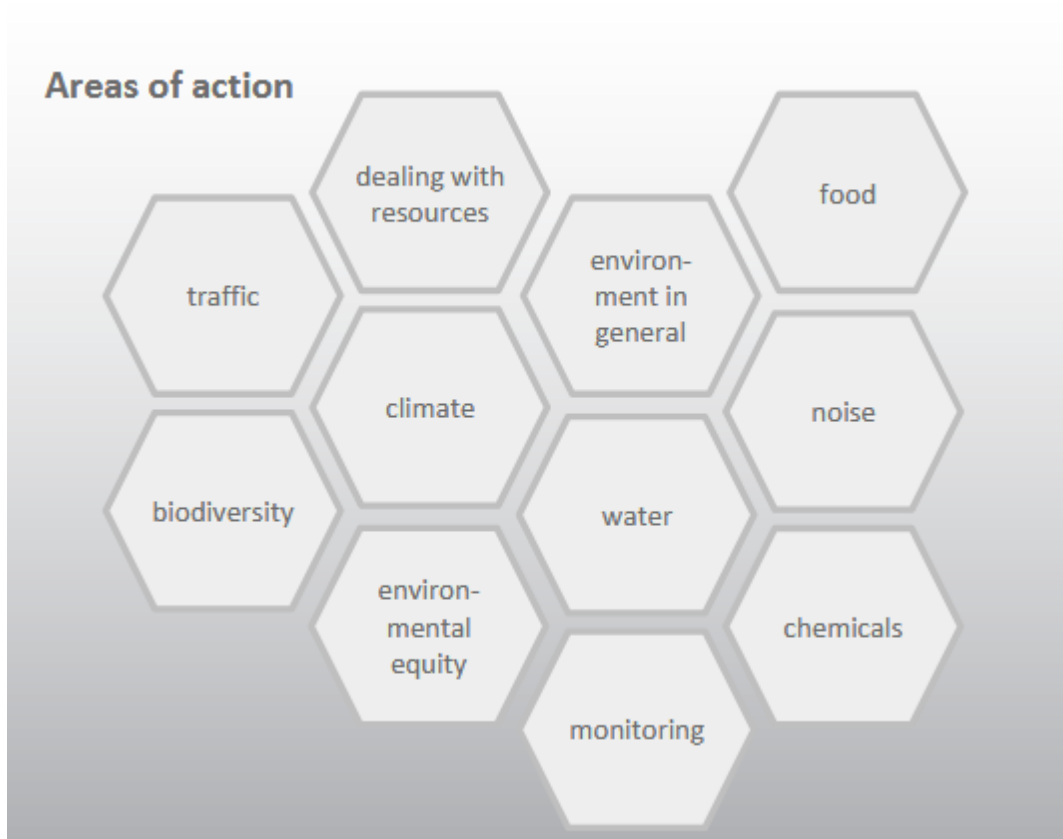 Areas of action
dealing with
resources
food
traffic
environ-
ment in
general
climate
noise
biodiversity
water
environ-
mental
equity
chemicals
monitoring